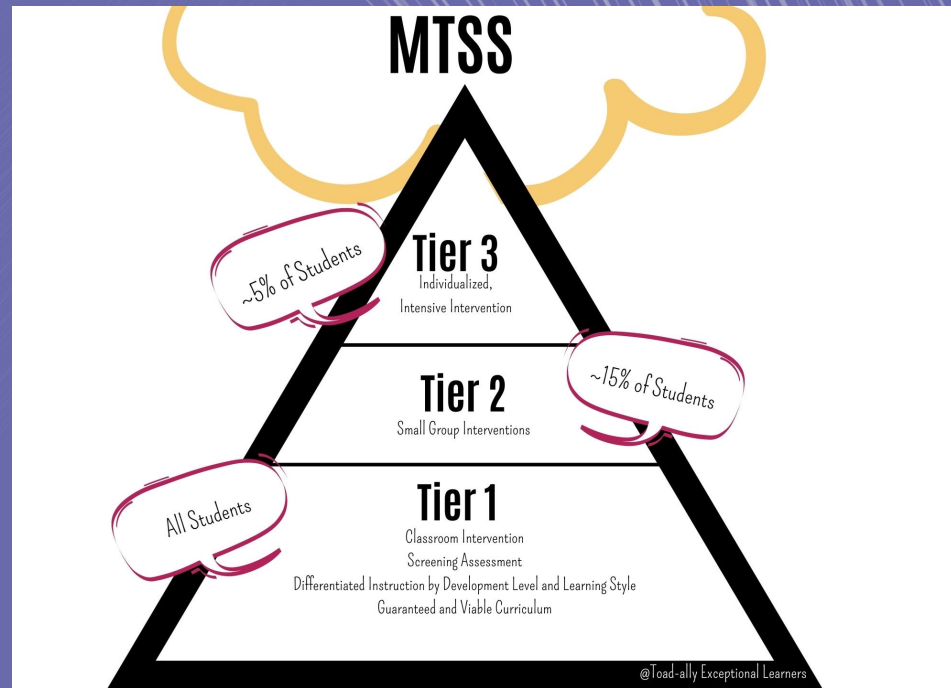 MTSS
~5% of Students
Tier 3
Individualized,
Intensive Intervention
~15% of Students
Tier 2
Small Group Interventions
All Students
Tier 1
Classroom Intervention
Screening Assessment
Differentiated Instruction by Development Level and Learning Style
Guaranteed and Viable Curriculum
@Toad-ally Exceptional Learners